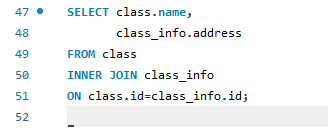 47 SELECT class.name,
48 class_info.address
49 FROM class
50 INNER JOIN class_info
51 ON class.id=class_info.id;
52